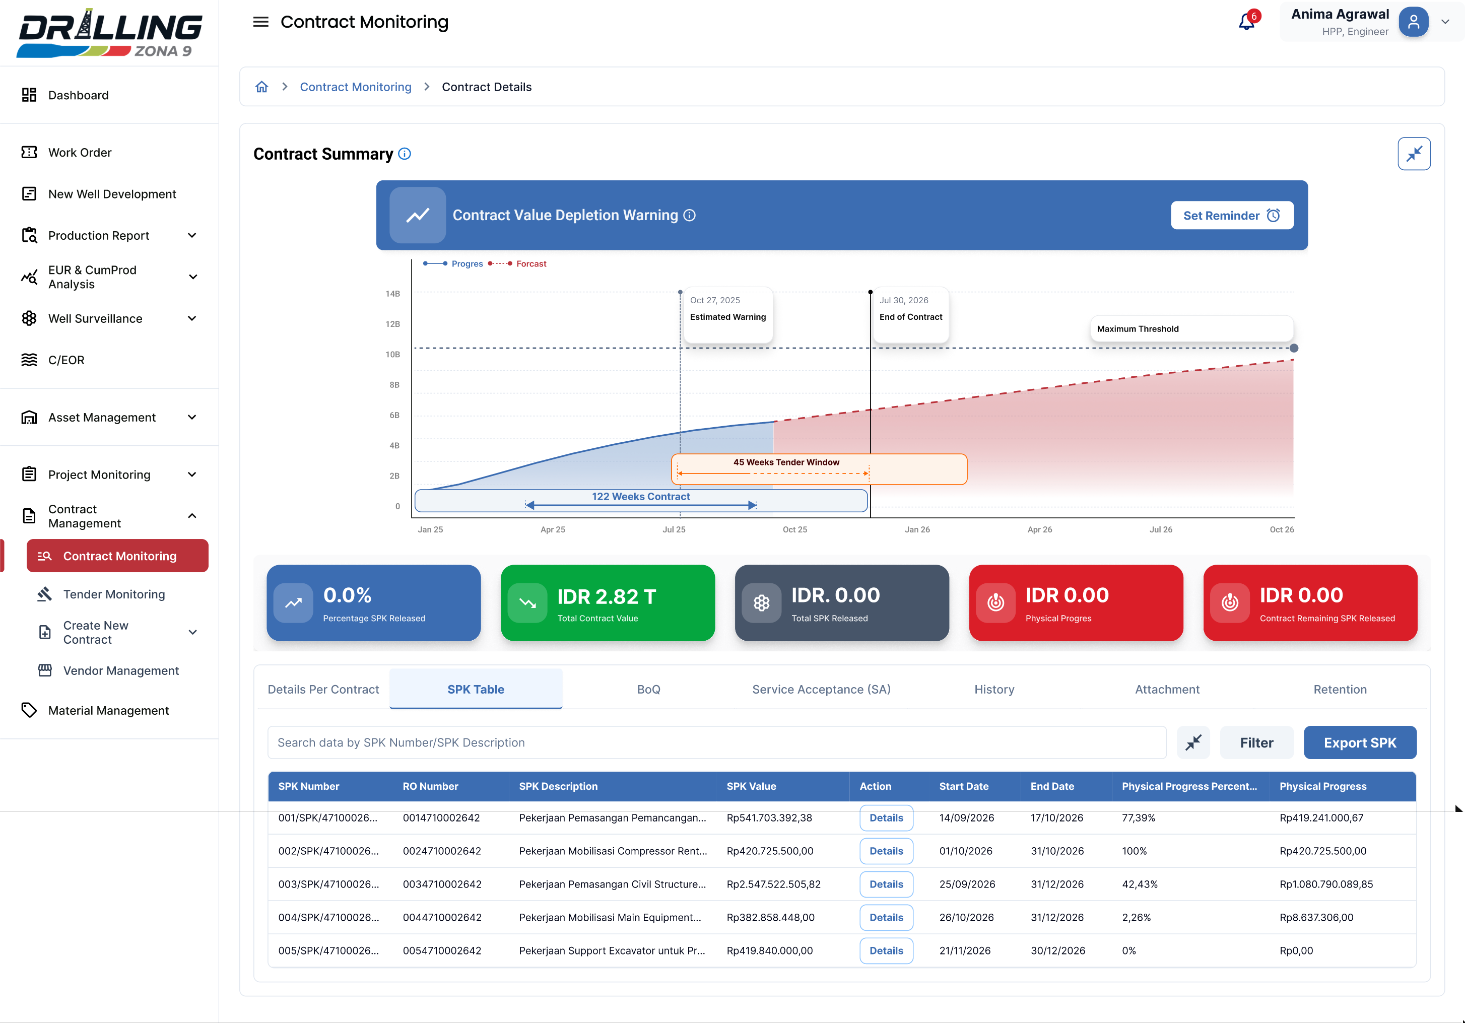 DRILLING
ZONA 9
Contract Monitoring
6
Anima Agrawal
HPP, Engineer
Dashboard
Work Order
New Well Development
Production Report
EUR & CumProd
Analysis
Well Surveillance
C/EOR
Asset Management
Project Monitoring
Contract
Management
Contract Monitoring
Tender Monitoring
Create New
Contract
Vendor Management
Material Management
Contract Monitoring
Contract Details
Contract Summary
Contract Value Depletion Warning
Set Reminder
Progres
Forcast
14B
12B
10B
8B
6B
4B
2B
0
Oct 27, 2025
Estimated Warning
Jul 30, 2026
End of Contract
Maximum Threshold
45 Weeks Tender Window
122 Weeks Contract
Jan 25
Apr 25
Jul 25
Oct 25
Jan 26
Apr 26
Jul 26
Oct 26
0.0%
Percentage SPK Released
IDR 2.82 T
Total Contract Value
IDR. 0.00
Total SPK Released
IDR 0.00
Physical Progres
IDR 0.00
Contract Remaining SPK Released
Details Per Contract SPK Table BoQ Service Acceptance (SA) History Attachment Retention
Search data by SPK Number/SPK Description
Filter
Export SPK
SPK Number RO Number SPK Description SPK Value Action Start Date End Date Physical Progress Percent... Physical Progress
001/SPK/47100026... 0014710002642 Pekerjaan Pemasangan Pemancangan... Rp541.703.392,38 Details 14/09/2026 17/10/2026 77,39% Rp419.241.000,67
002/SPK/47100026... 0024710002642 Pekerjaan Mobilisasi Compressor Rent... Rp420.725.500,00 Details 01/10/2026 31/10/2026 100% Rp420.725.500,00
003/SPK/47100026... 0034710002642 Pekerjaan Pemasangan Civil Structure... Rp2.547.522.505,82 Details 25/09/2026 31/12/2026 42,43% Rp1.080.790.089,85
004/SPK/47100026... 0044710002642 Pekerjaan Mobilisasi Main Equipment... Rp382.858.448,00 Details 26/10/2026 31/12/2026 2,26% Rp8.637.306,00
005/SPK/47100026... 0054710002642 Pekerjaan Support Excavator untuk Pr... Rp419.840.000,00 Details 21/11/2026 30/12/2026 0% Rp0,00